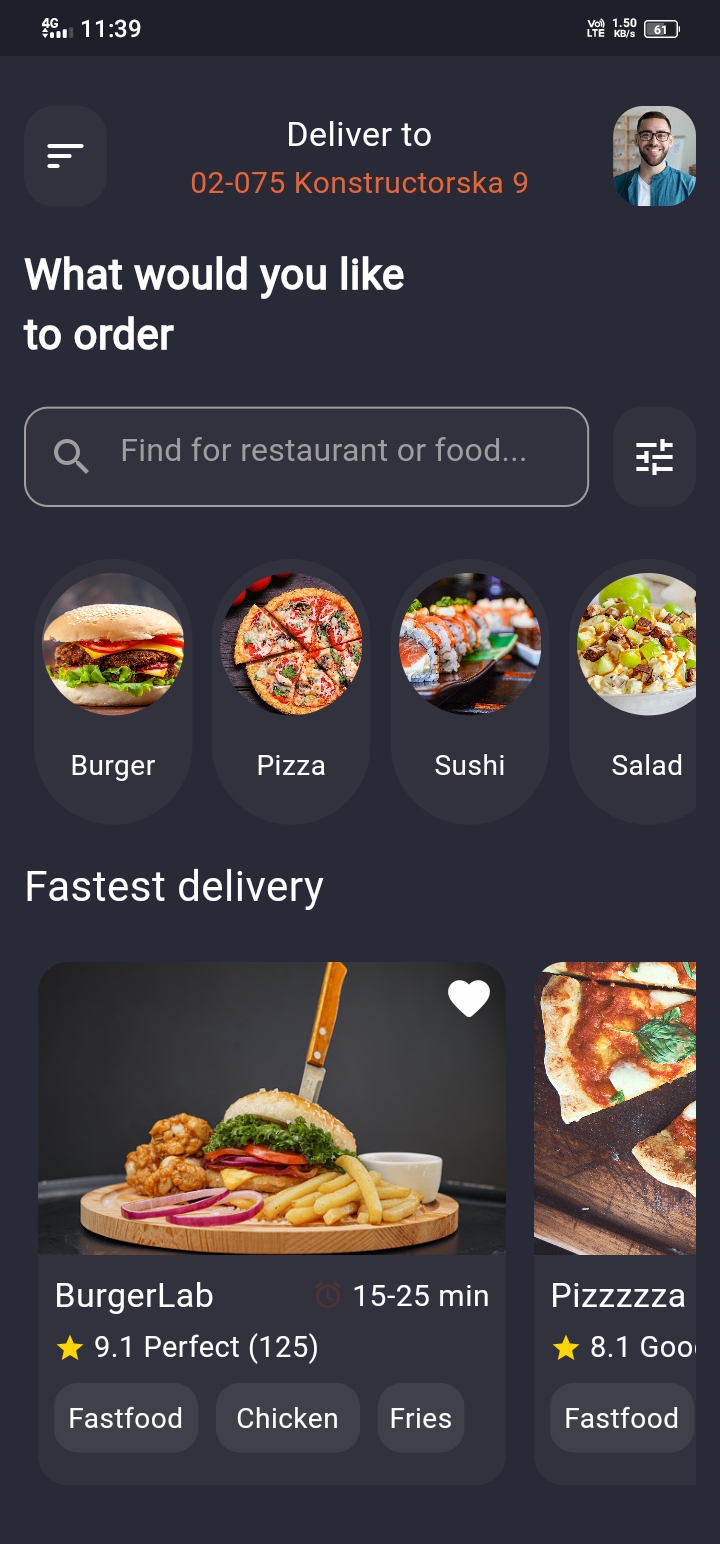 4G 11:39 Vo) LTE 1.50 KB/s 61
Deliver to
02-075 Konstructorska 9
What would you like
to order
Find for restaurant or food...
Burger Pizza Sushi Salad
Fastest delivery
BurgerLab 15-25 min Pizzzzza
9.1 Perfect (125) 8.1 Goo
Fastfood Chicken Fries Fastfood